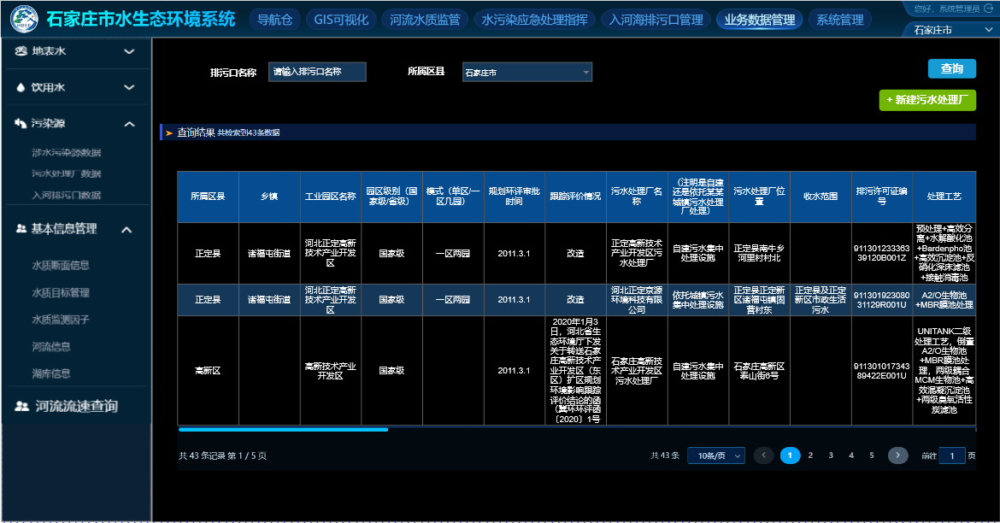 石家庄市水生态环境系统
导航仓 GIS可视化 河流水质监管 水污染应急处理指挥 入河海排污口管理 业务数据管理 系统管理
您好，系统管理员
石家庄市
地表水
饮用水
污染源
涉水污染源数据
污水处理厂数据
入河排污口数据
基本信息管理
水质断面信息
水质目标管理
水质监测因子
河流信息
湖库信息
河流流速查询
排污口名称 请输入排污口名称 所属区县 石家庄市 查询
+ 新建污水处理厂
查询结果 共检索到43条数据
所属区县
乡镇
工业园区名称
园区级别（国
家级/省级）
模式（单区/一
区几园）
规划环评审批
时间
跟踪评价情况
污水处理厂名
称
（注明是自建
还是依托某某
城镇污水处理
厂处理）
污水处理厂位
置
收水范围
排污许可证编
号
处理工艺
正定县
诸福屯街道
河北正定高新
技术产业开发
区
国家级
一区两园
2011.3.1
改造
正定高新技术
产业开发区污
水处理厂
自建污水集中
处理设施
正定县南牛乡
河里村村北
911301233363
39120B001Z
预处理+高效分
离+水解酸化池
+Bardenpho池
+高效沉淀池+反
硝化深床滤池
+接触消毒池
正定县
诸福屯街道
河北正定高新
技术产业开发
区
国家级
一区两园
2011.3.1
改造
河北正定京源
环境科技有限
公司
依托城镇污水
集中处理设施
正定县正定新
区诸福屯镇固
营村东
正定县及正定
新区市政生活
污水
911301923080
31129R001U
A2/O生物池
+MBR膜池处理
高新区
高新技术产业
开发区
国家级
2011.3.1
2020年1月3
日，河北省生
态环境厅下发
关于转送石家
庄高新技术产
业开发区（东
区）扩区规划
环境影响跟踪
评价结论的函
（冀环环评函
〔2020〕1号
石家庄高新技
术产业开发区
污水处理厂
自建污水集中
处理设施
石家庄高新区
泰山街6号
911301017343
89422E001U
UNITANK二级
处理工艺，倒置
A2/O生物池
+MBR膜池处
理，两级耦合
MCM生物池+高
效混凝沉淀池
+两级臭氧活性
炭滤池
共 43 条记录 第 1 / 5 页
共 43 条 10条/页 1 2 3 4 5 前往 1 页